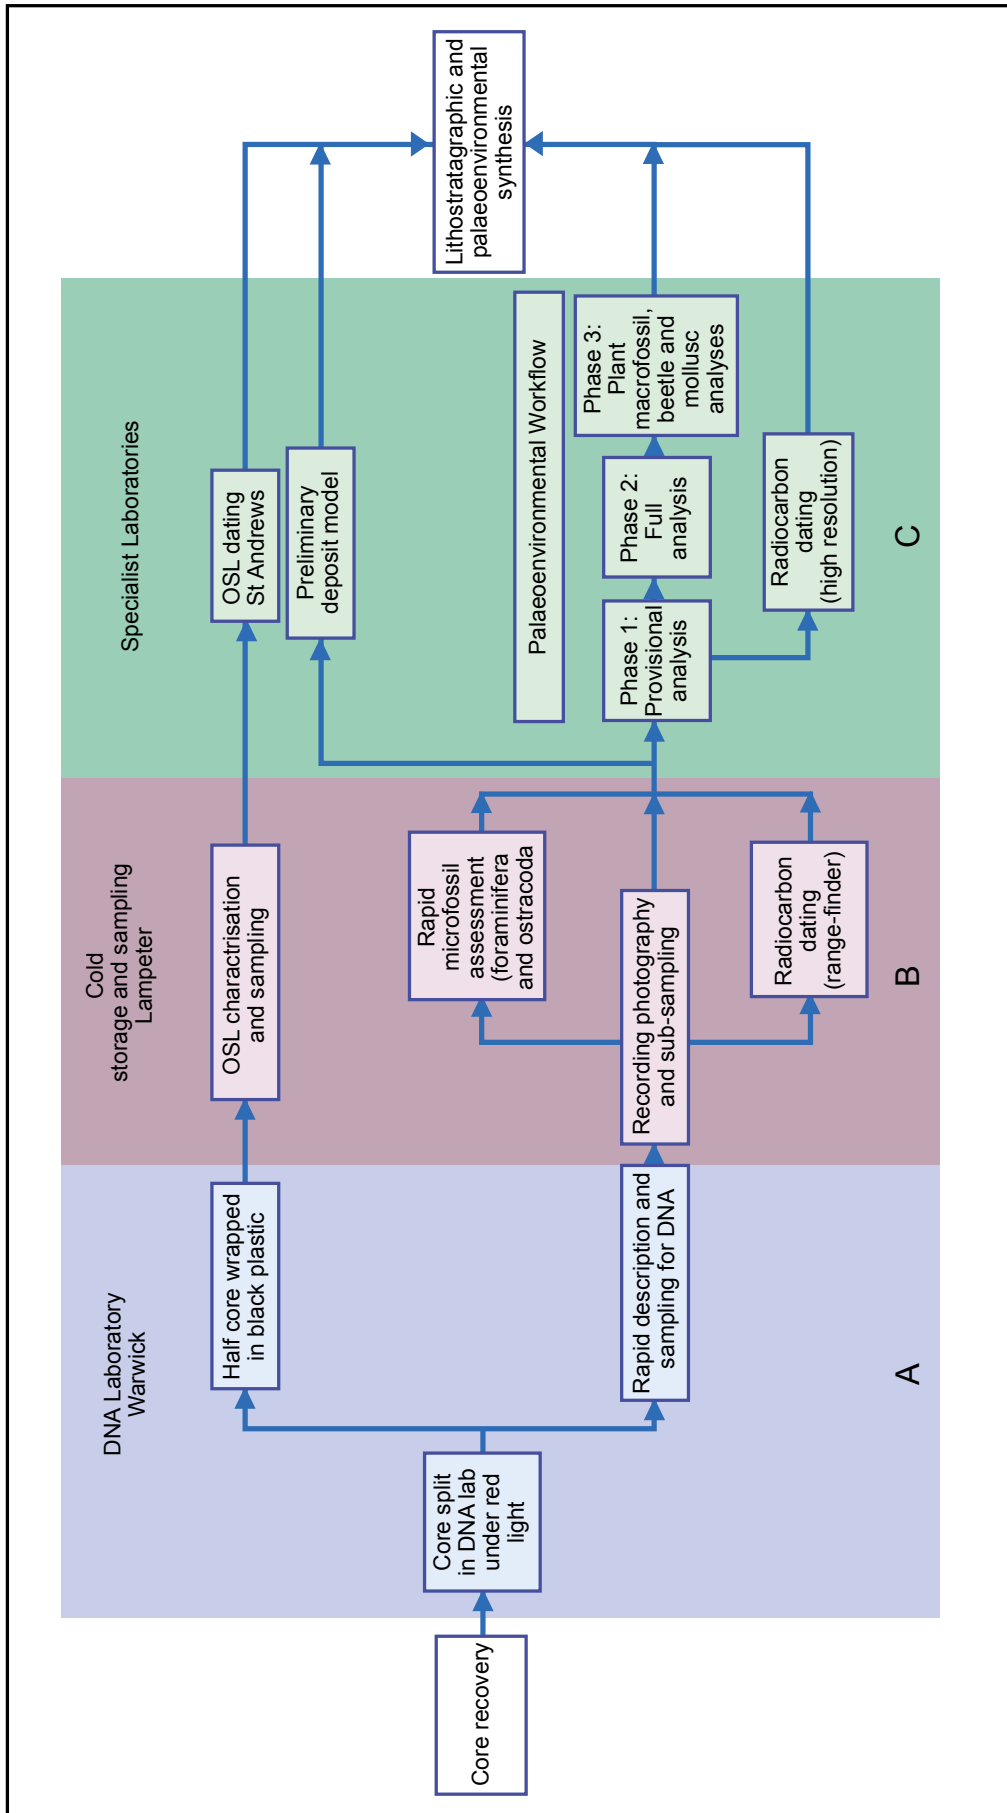 Core recovery
DNA Laboratory
Warwick
Core split
in DNA lab
under red
light
Half core wrapped
in black plastic
Rapid description and
sampling for DNA
A
Cold
storage and sampling
Lampeter
OSL charactrisation
and sampling
Rapid
microfossil
assessment
(foraminifera
and ostracoda
Recording photography
and sub-sampling
Radiocarbon
dating
(range-finder)
B
Specialist Laboratories
OSL dating
St Andrews
Preliminary
deposit model
Palaeoenvironmental Workflow
Phase 1:
Provisional
analysis
Phase 2:
Full
analysis
Phase 3:
Plant
macrofossil,
beetle and
mollusc
analyses
Radiocarbon
dating
(high resolution)
C
Lithostratagraphic and
palaeoenvironmental
synthesis